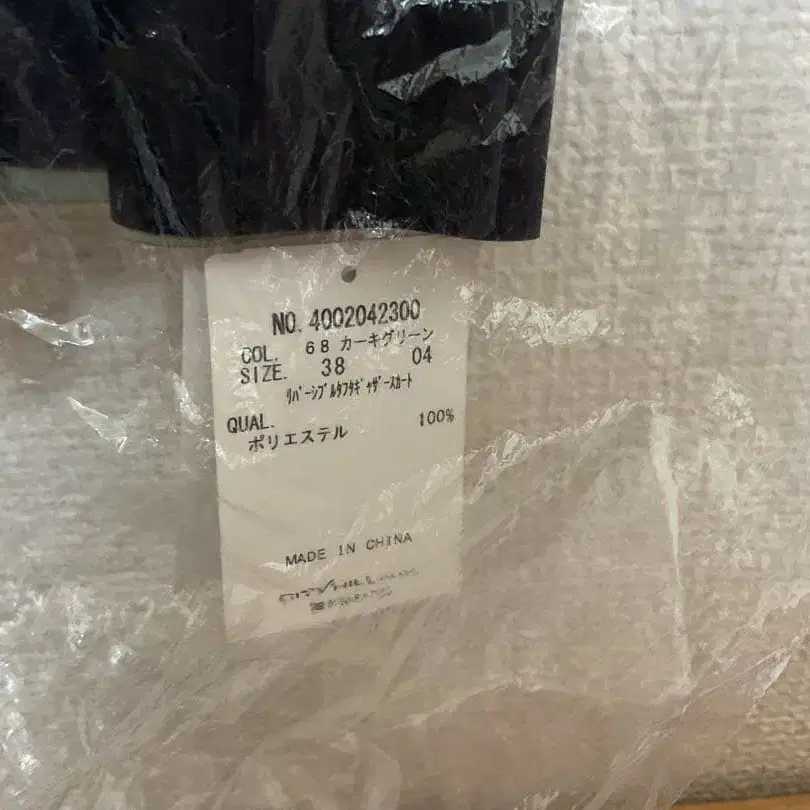 NO. 4002042300
COL. 68 カーキグリーン
SIZE. 38 04
ﾘﾊﾞｰｼﾌﾞﾙﾀﾌﾀｷﾞｬｻﾞｰｽｶｰﾄ
QUAL.
ポリエステル 100%
MADE IN CHINA
CITY HILL